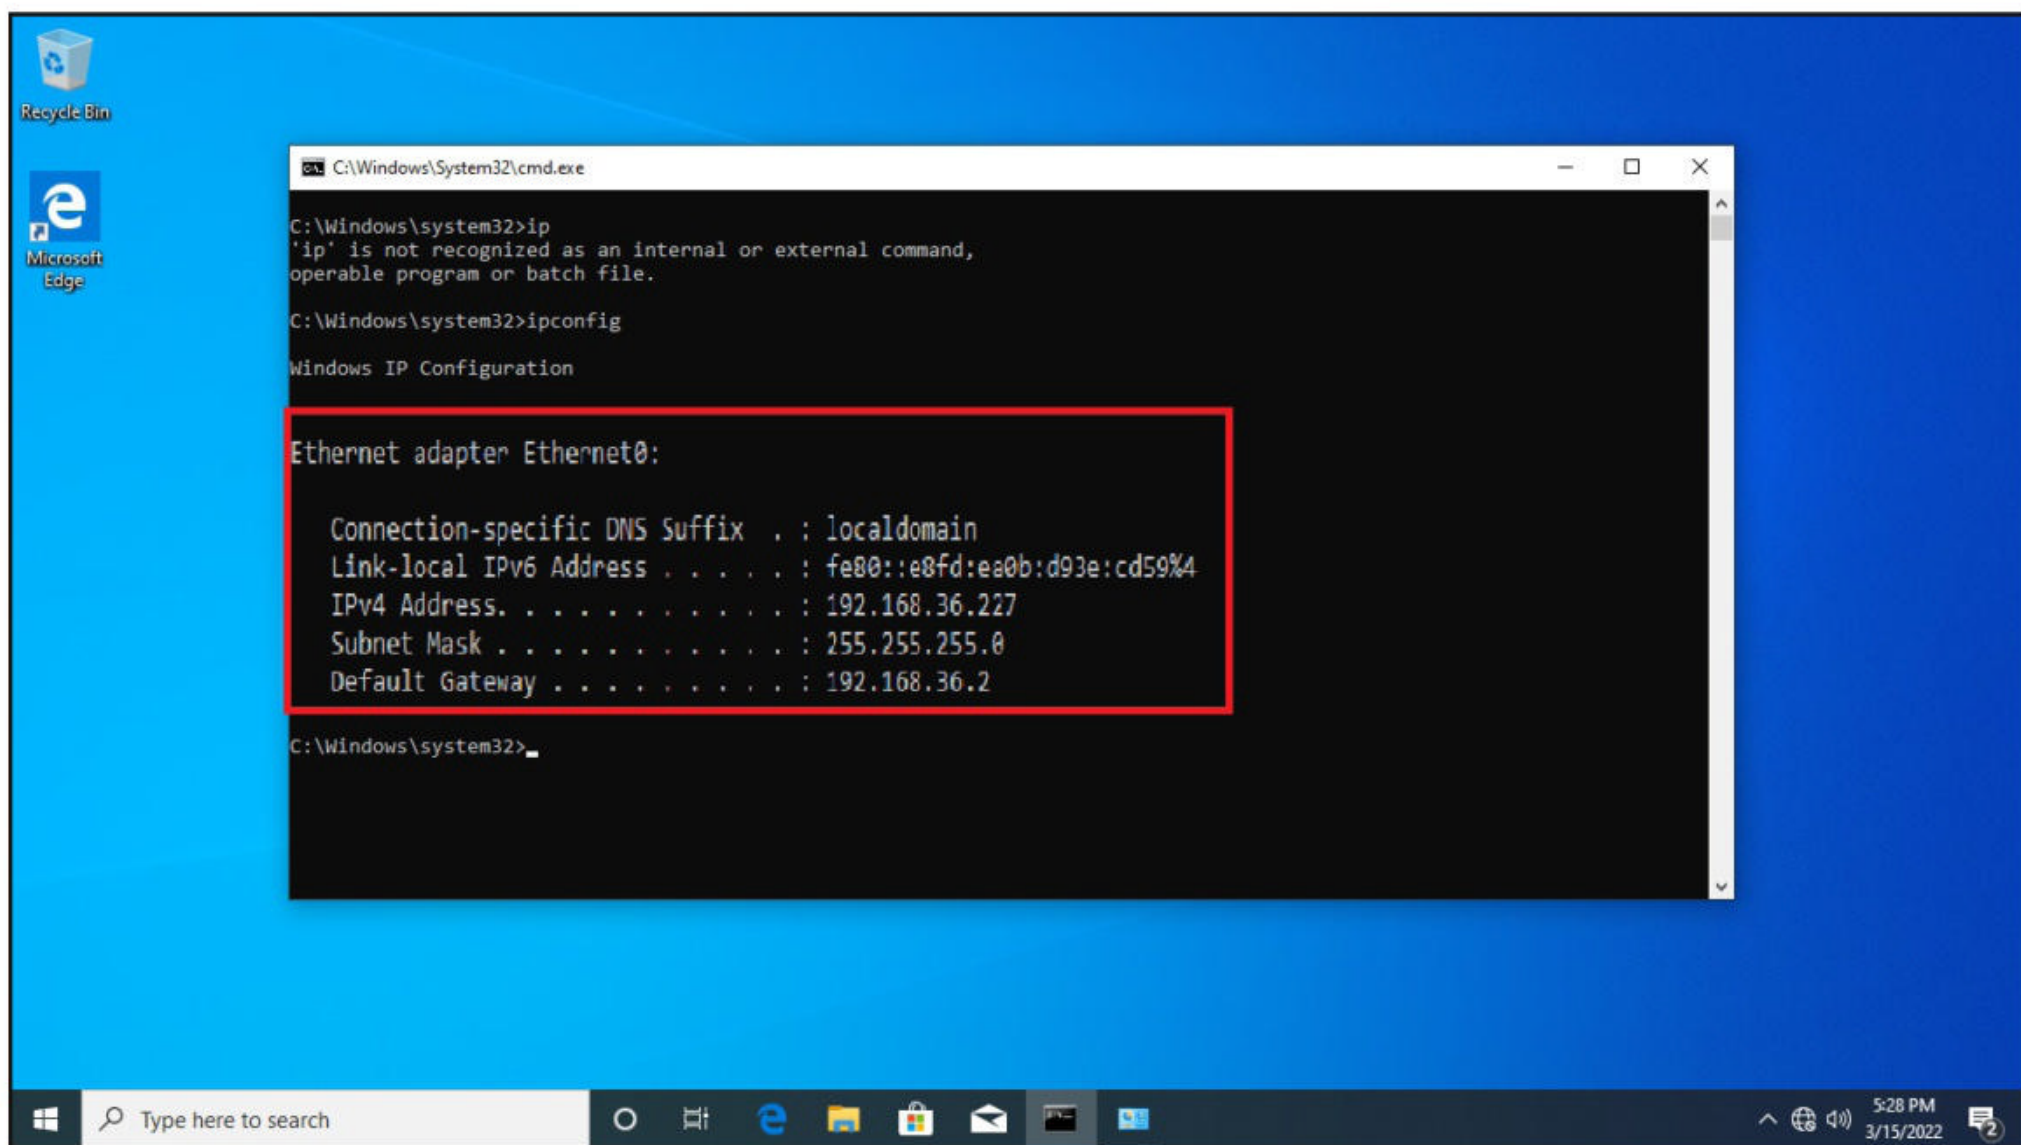 Recycle Bin
Microsoft
Edge
C:\Windows\System32\cmd.exe
C:\Windows\system32>ip
'ip' is not recognized as an internal or external command,
operable program or batch file.
C:\Windows\system32>ipconfig
Windows IP Configuration
Ethernet adapter Ethernet0:
Connection-specific DNS Suffix . : localdomain
Link-local IPv6 Address . . . . . : fe80::e8fd:ea0b:d93e:cd59%4
IPv4 Address. . . . . . . . . . . : 192.168.36.227
Subnet Mask . . . . . . . . . . . : 255.255.255.0
Default Gateway . . . . . . . . . : 192.168.36.2
C:\Windows\system32>
Type here to search
5:28 PM
3/15/2022
2